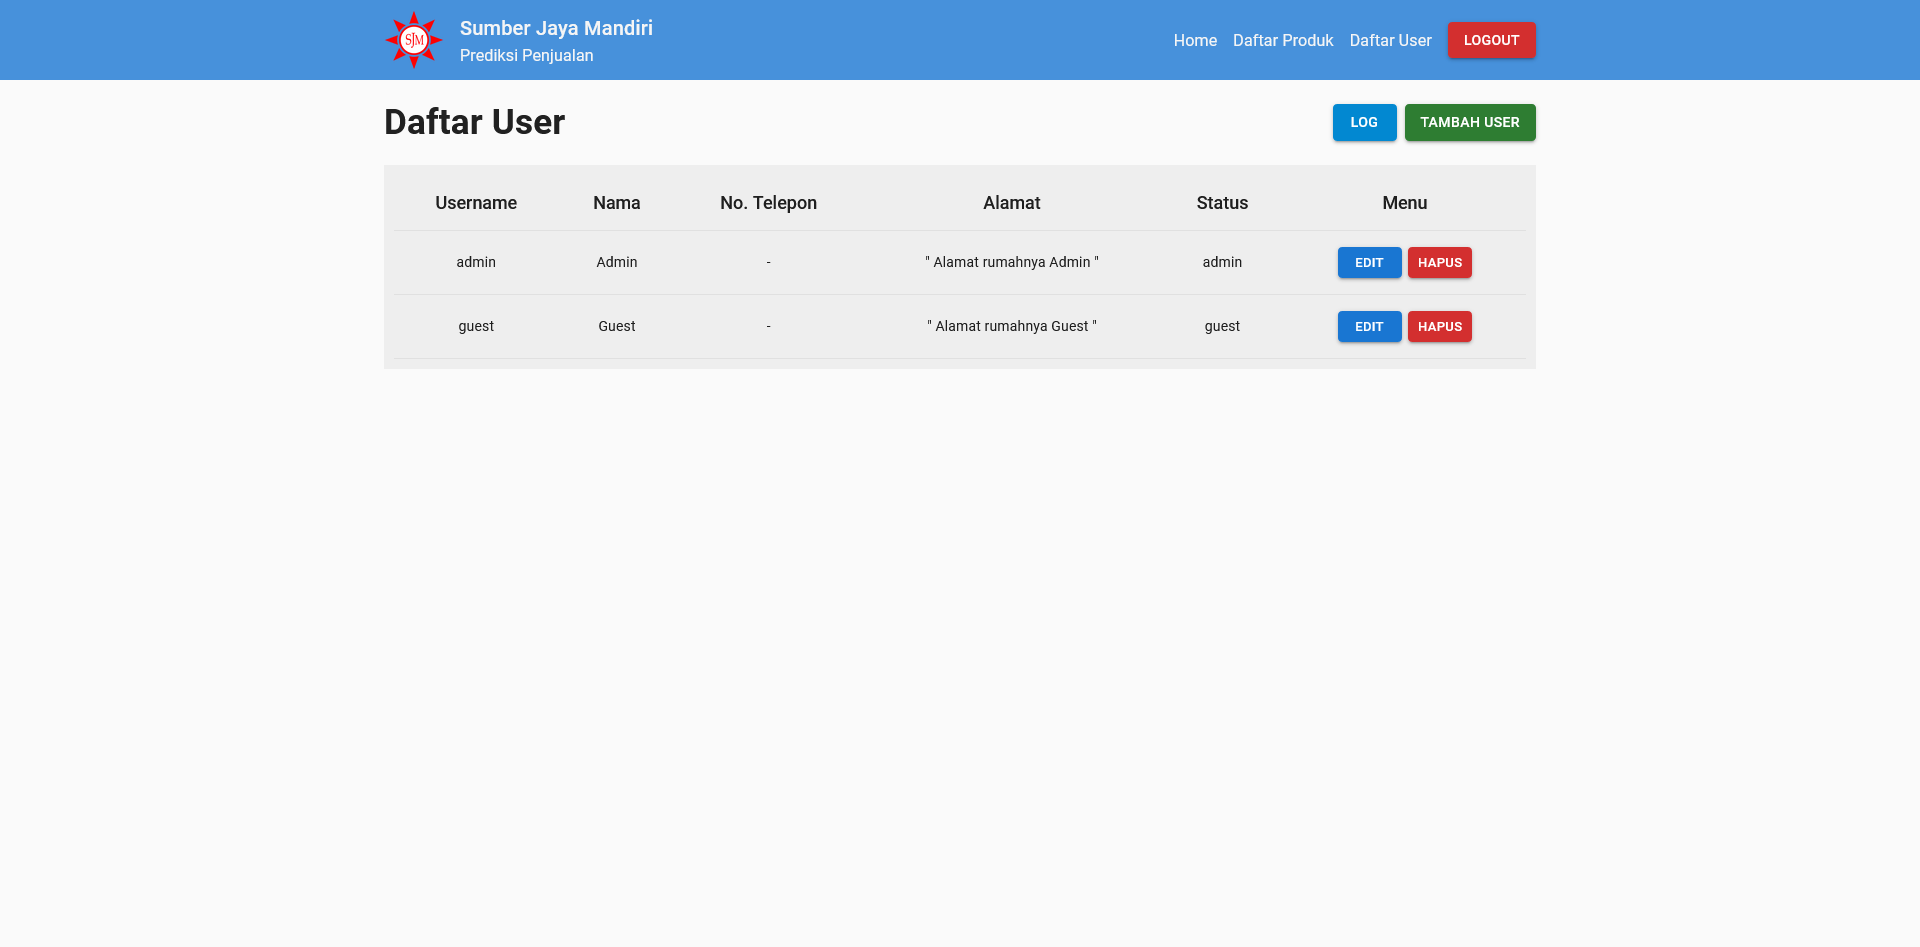 SJM
Sumber Jaya Mandiri
Prediksi Penjualan
Home Daftar Produk Daftar User LOGOUT
Daftar User
LOG TAMBAH USER
Username Nama No. Telepon Alamat Status Menu
admin Admin - " Alamat rumahnya Admin " admin EDIT HAPUS
guest Guest - " Alamat rumahnya Guest " guest EDIT HAPUS